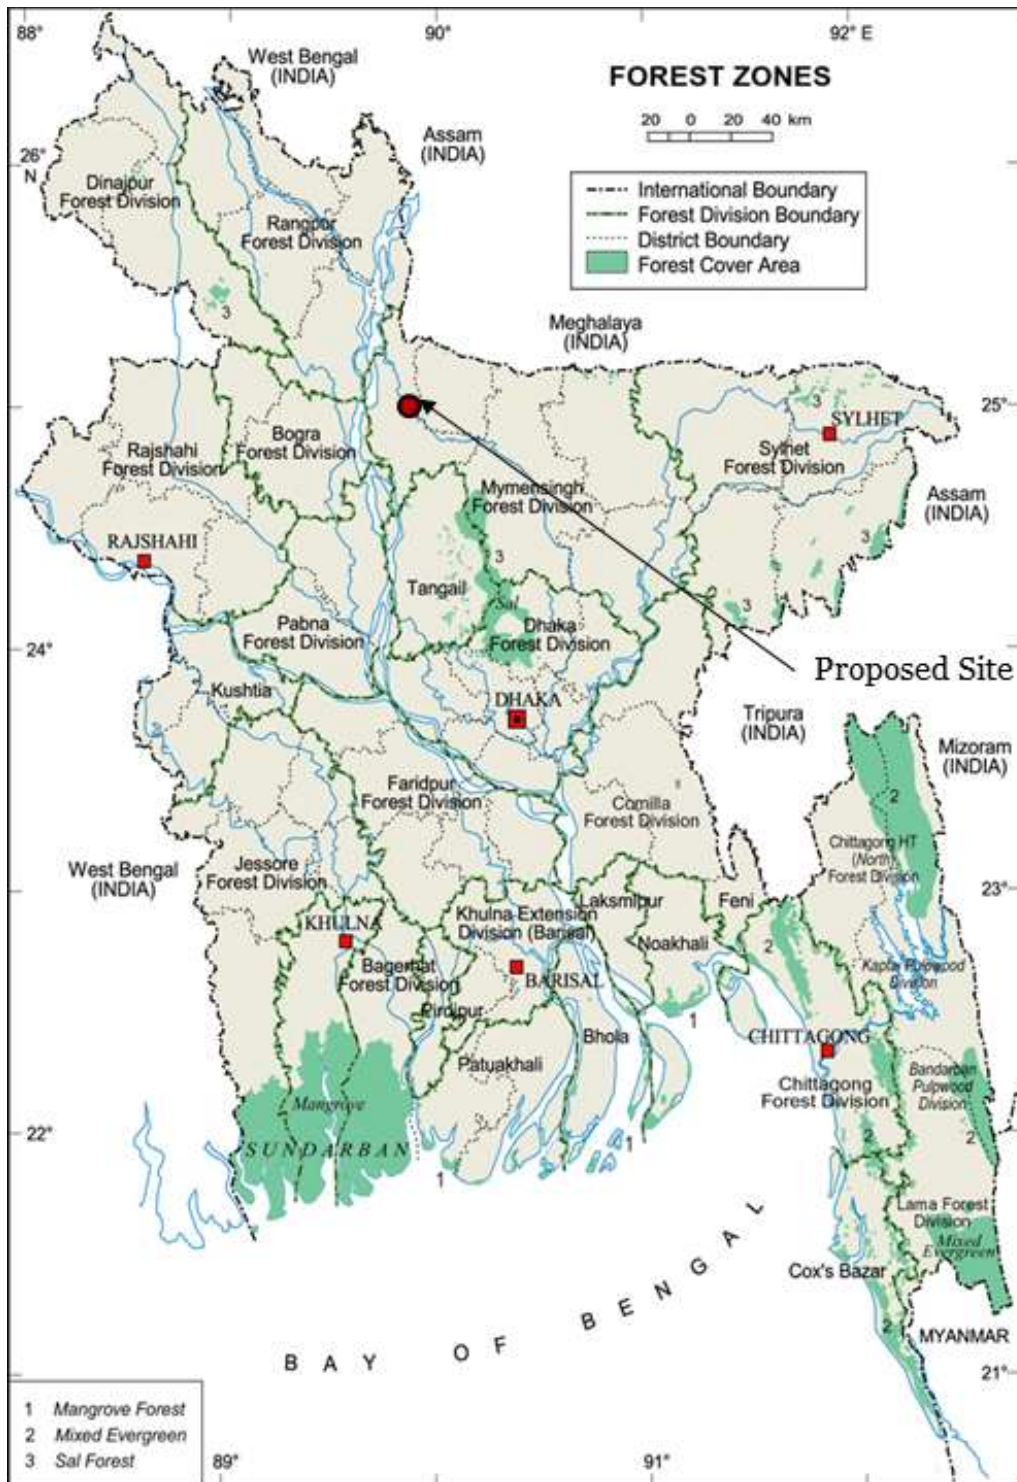 88°
90°
92° E
West Bengal
(INDIA)
FOREST ZONES
20 0 20 40 km
Assam
(INDIA)
26°
N
International Boundary
Forest Division Boundary
District Boundary
Forest Cover Area
Dinajpur
Forest Division
Rangpur
Forest Division
3
Meghalaya
(INDIA)
25°
3
SYLHET
Sylhet
Forest Division
Rajshahi
Forest Division
Bogra
Forest Division
Mymensingh
Forest Division
Assam
(INDIA)
RAJSHAHI
3
3
Tangail
Sal
3
Pabna
Forest Division
Dhaka
Forest Division
24°
Proposed Site
Kushtia
DHAKA
Tripura
(INDIA)
Mizoram
(INDIA)
Faridpur
Forest Division
Comilla
Forest Division
2
Chittagong HT
(North)
Forest Division
West Bengal
(INDIA)
Jessore
Forest Division
23°
Laksmipur
Feni
KHULNA
Khulna Extension
Division (Barisal)
Noakhali
2
Bagerhat
Forest Division
BARISAL
Kaptai Pulpwood
Division
Pirojpur
1
Bhola
CHITTAGONG
Patuakhali
Chittagong
Forest Division
Bandarban
Pulpwood
Division
Mangrove
22°
SUNDARBAN
1
1
2
2
Lama Forest
Division
Mixed
Evergreen
Cox's Bazar
BAY OF BENGAL
2
MYANMAR
21°
1 Mangrove Forest
2 Mixed Evergreen
3 Sal Forest
89°
91°